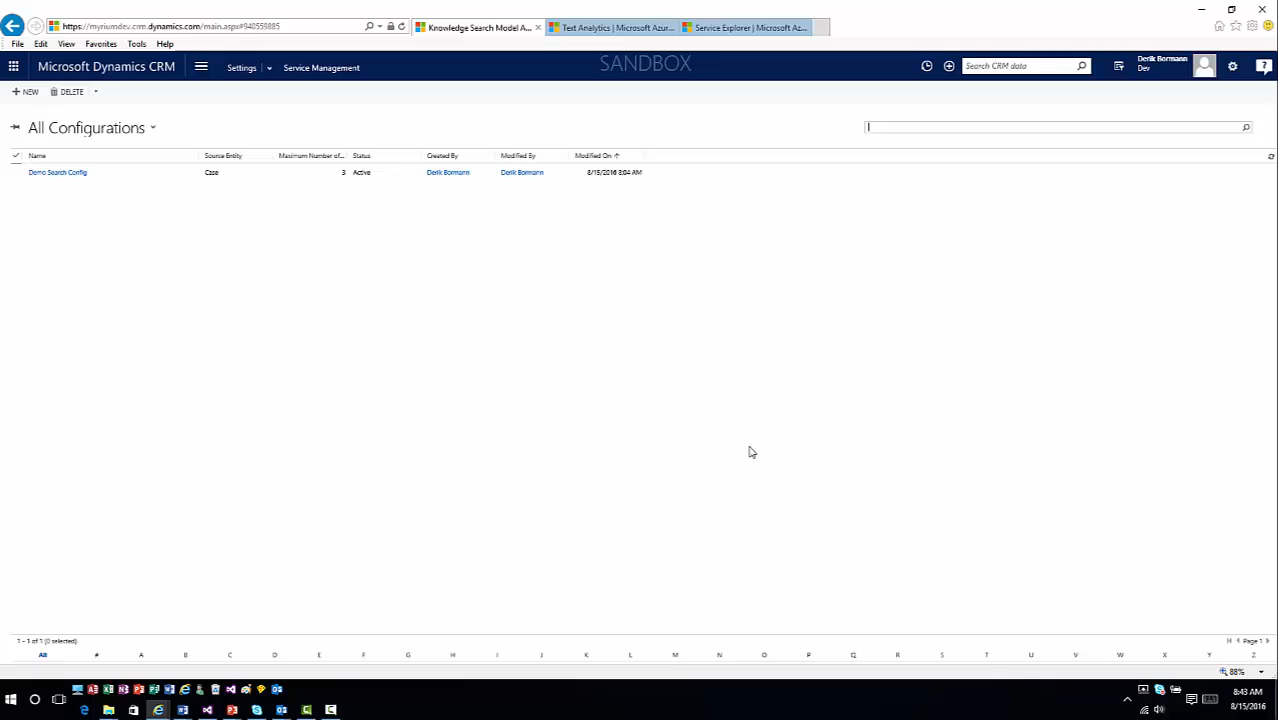 https://myriumdev.crm.dynamics.com/main.aspx#940559885
Knowledge Search Model A...
Text Analytics | Microsoft Azur...
Service Explorer | Microsoft Az...
File Edit View Favorites Tools Help
Microsoft Dynamics CRM
Settings
Service Management
SANDBOX
Search CRM data
Derik Bormann
Dev
NEW
DELETE
All Configurations
Name Source Entity Maximum Number of... Status Created By Modified By Modified On
Demo Search Config Case 3 Active Derik Bormann Derik Bormann 8/15/2016 8:04 AM
1 - 1 of 1 (0 selected)
Page 1
All # A B C D E F G H I J K L M N O P Q R S T U V W X Y Z
88%
8:43 AM
8/15/2016